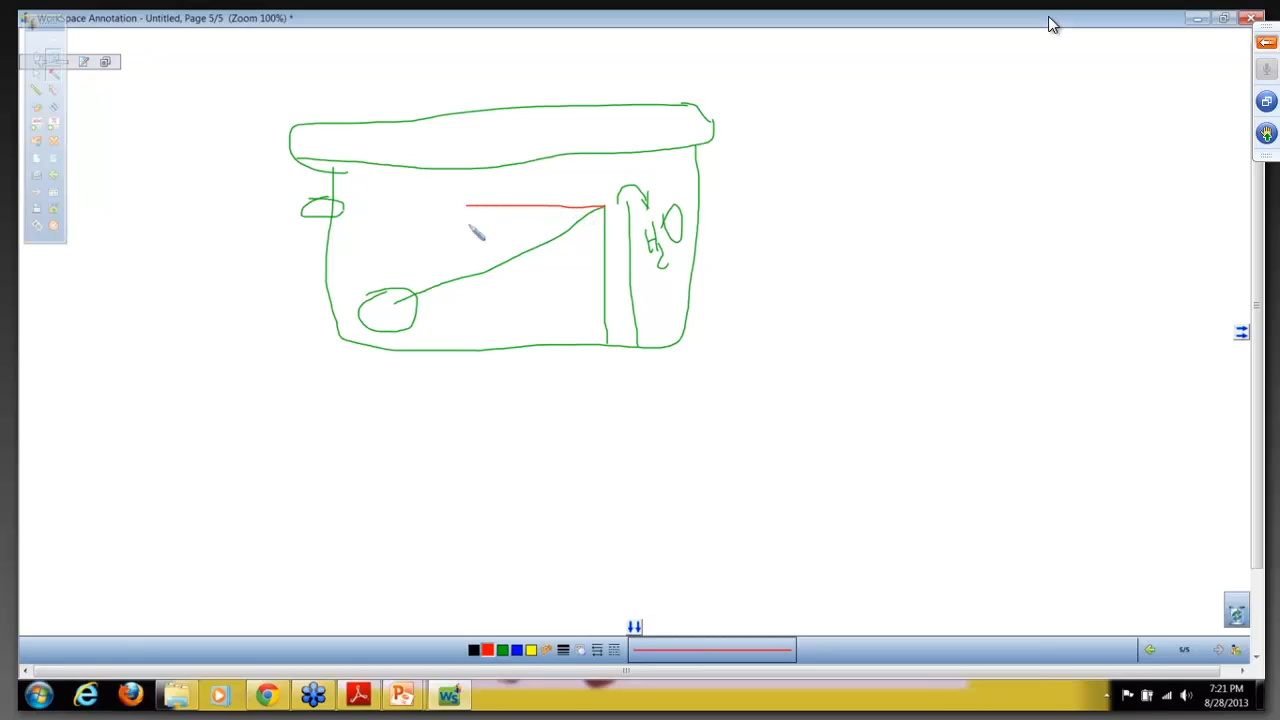 WorkSpace Annotation - Untitled, Page 5/5 (Zoom 100%) *
H2O
5/5
7:21 PM
8/28/2013